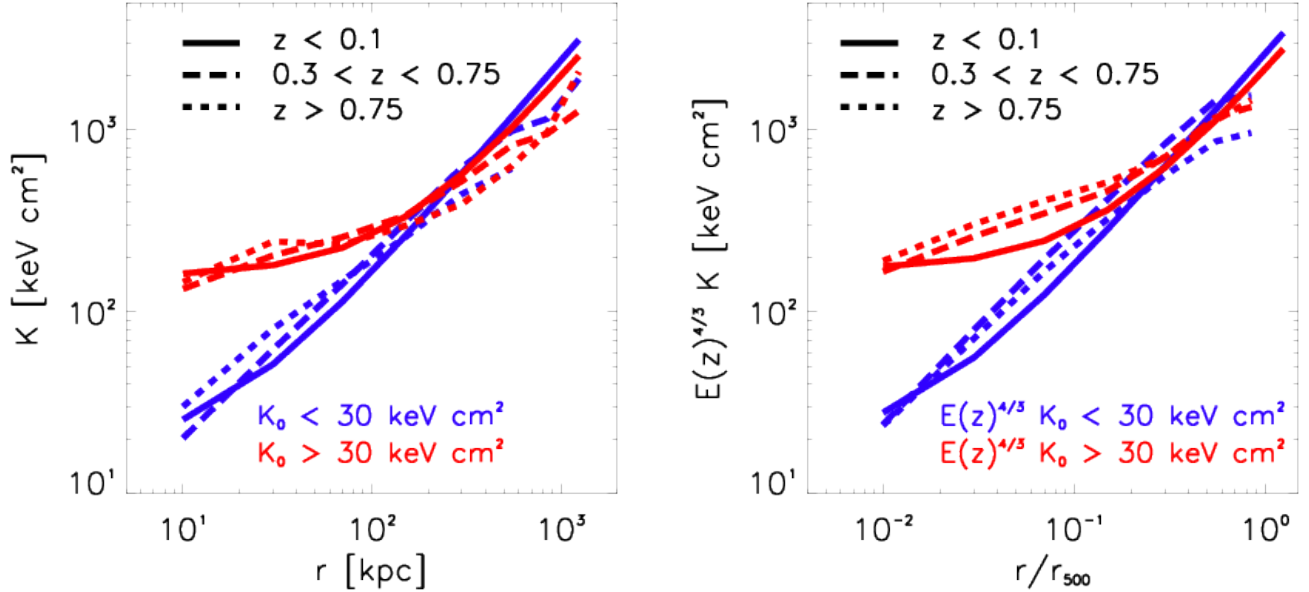 z < 0.1
0.3 < z < 0.75
z > 0.75
K [keV cm²]
10³
10²
10¹
K₀ < 30 keV cm²
K₀ > 30 keV cm²
10¹
10²
10³
r [kpc]
z < 0.1
0.3 < z < 0.75
z > 0.75
E(z)⁴/³ K [keV cm²]
10³
10²
10¹
E(z)⁴/³ K₀ < 30 keV cm²
E(z)⁴/³ K₀ > 30 keV cm²
10⁻²
10⁻¹
10⁰
r/r₅₀₀